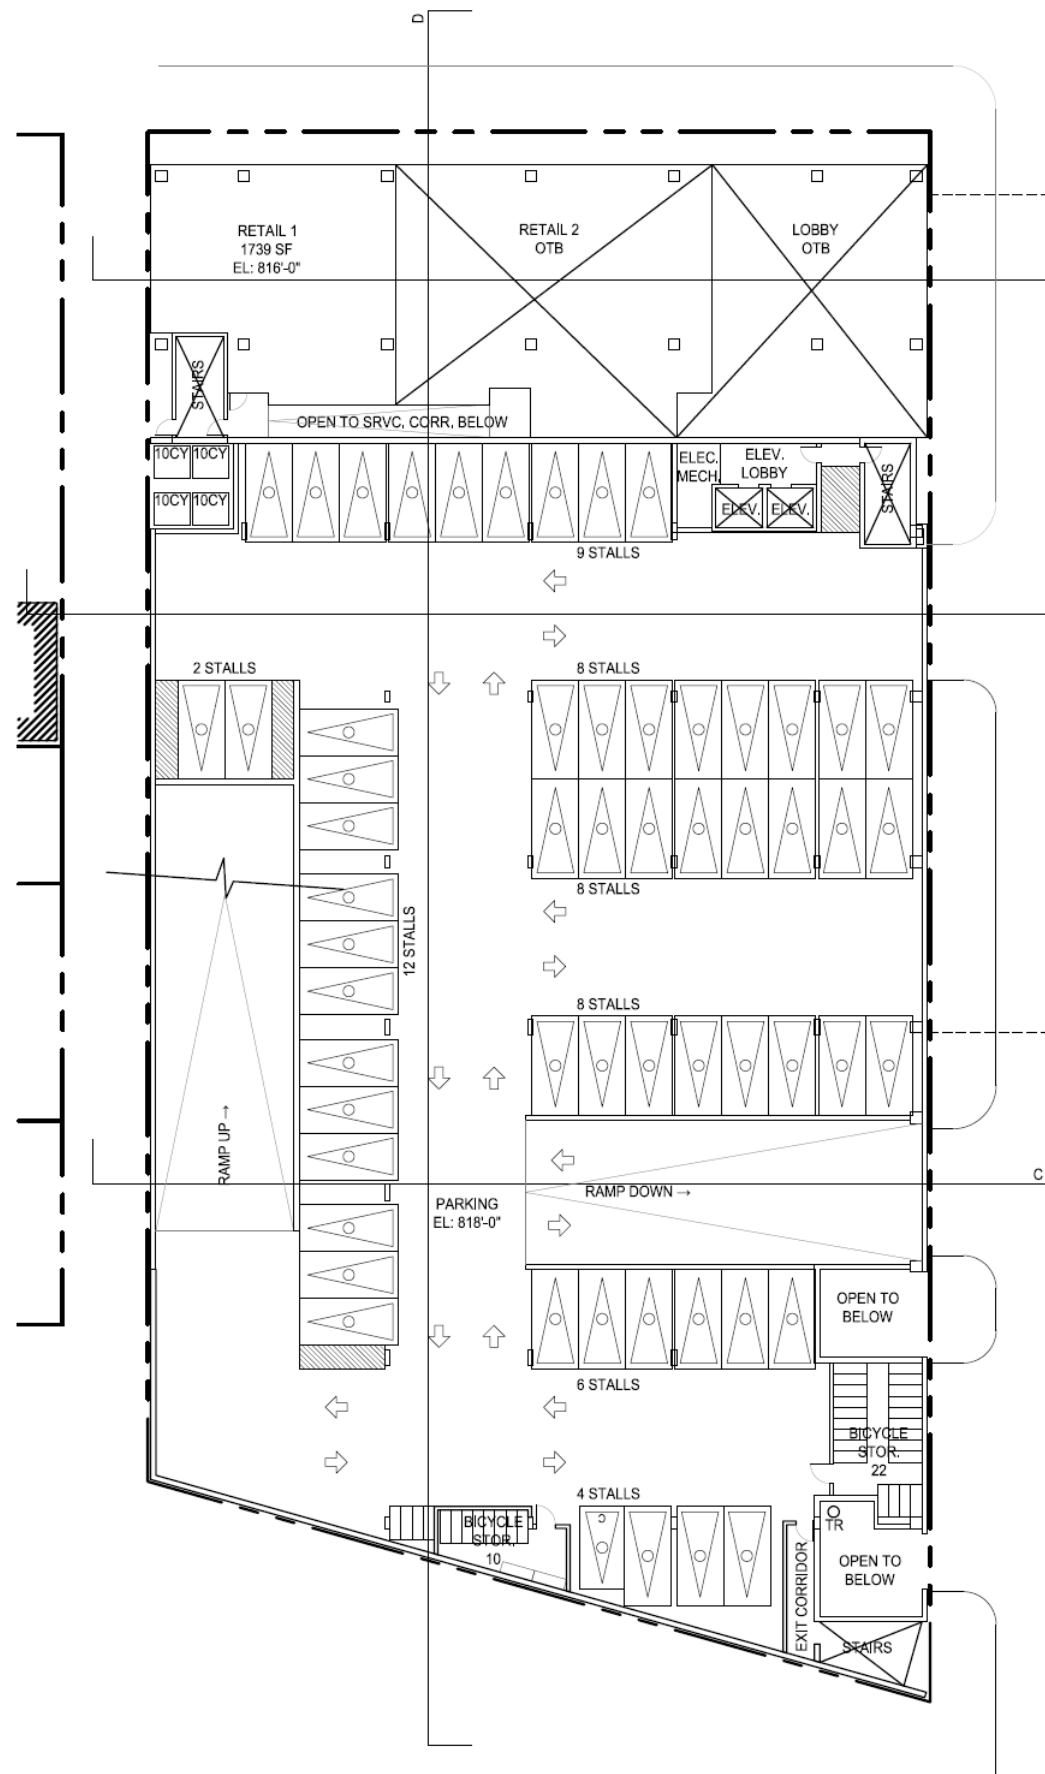 D
RETAIL 1
1739 SF
EL: 816'-0"
RETAIL 2
OTB
LOBBY
OTB
STAIRS
OPEN TO SRVC, CORR, BELOW
10CY
10CY
10CY
10CY
ELEC.
MECH.
ELEV.
LOBBY
ELEV.
ELEV.
STAIRS
9 STALLS
2 STALLS
8 STALLS
8 STALLS
12 STALLS
8 STALLS
RAMP UP →
RAMP DOWN →
C
PARKING
EL: 818'-0"
OPEN TO
BELOW
6 STALLS
BICYCLE
STOR.
22
4 STALLS
C
BICYCLE
STOR.
10
TR
OPEN TO
BELOW
EXIT CORRIDOR
STAIRS